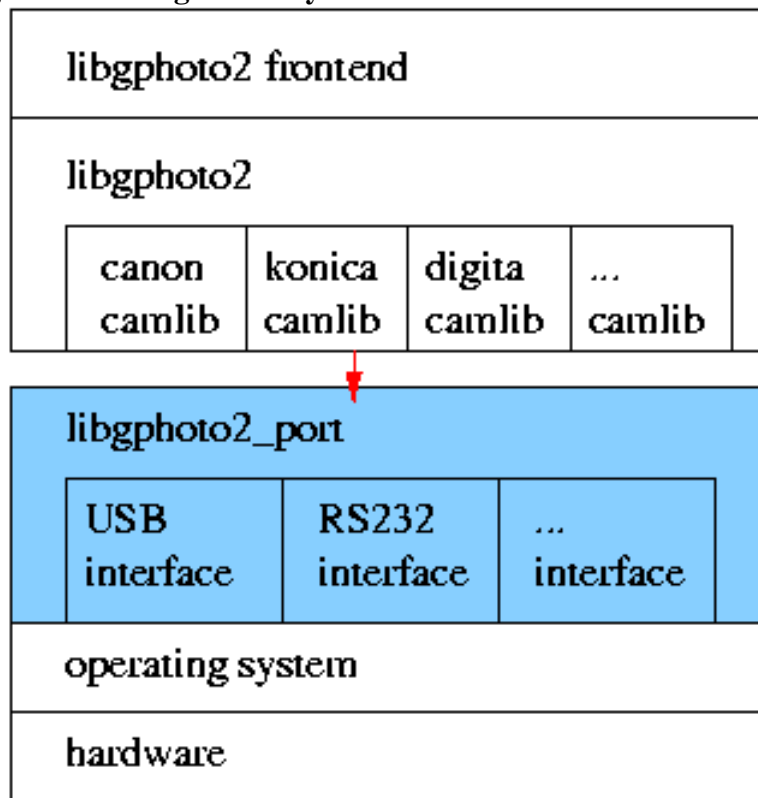 libgphoto2 frontend
libgphoto2
canon konica digita ...
camlib camlib camlib camlib
libgphoto2_port
USB RS232 ...
interface interface interface
operating system
hardware